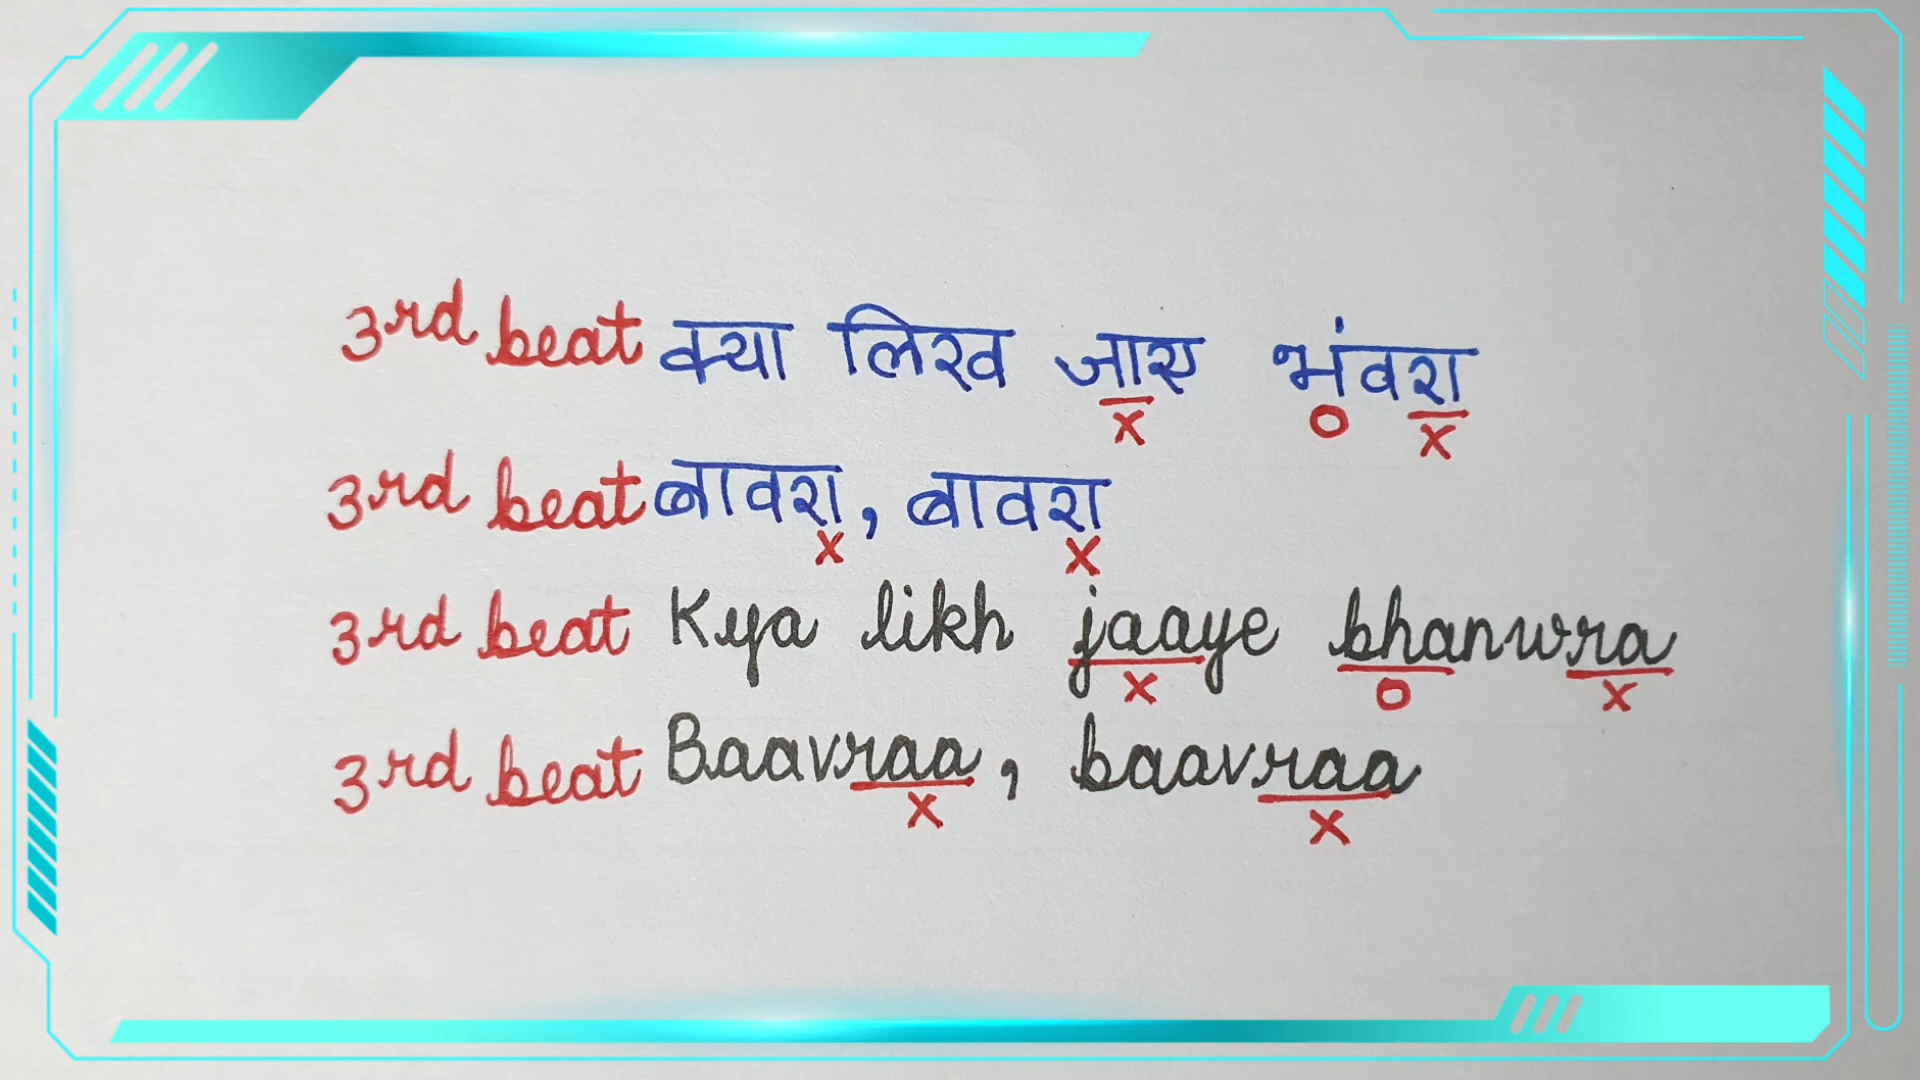 3rd beat क्या लिख जाए भंवरा
x o x
3rd beat बावरा, बावरा
x x
3rd beat Kya likh jaaye bhanwra
x o x
3rd beat Baavraa, baavraa
x x